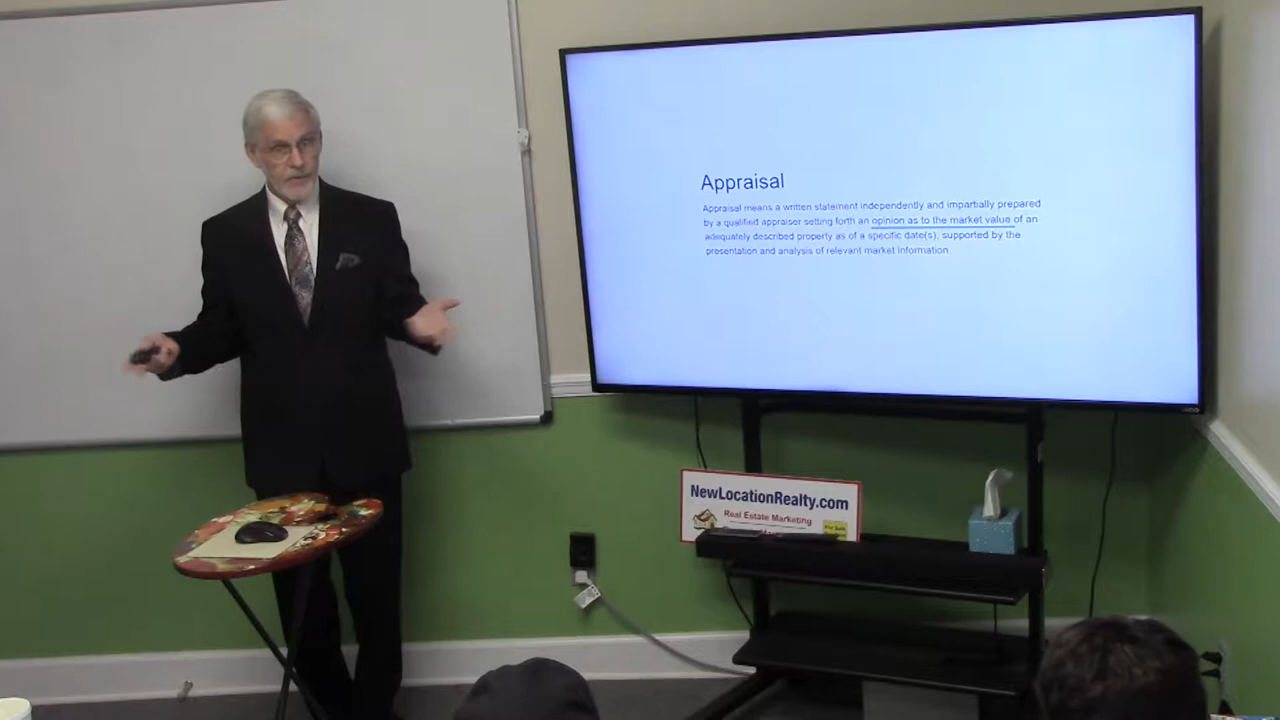 Appraisal
Appraisal means a written statement independently and impartially prepared
by a qualified appraiser setting forth an opinion as to the market value of an
adequately described property as of a specific date(s), supported by the
presentation and analysis of relevant market information.
NewLocationRealty.com
Real Estate Marketing
For Sale